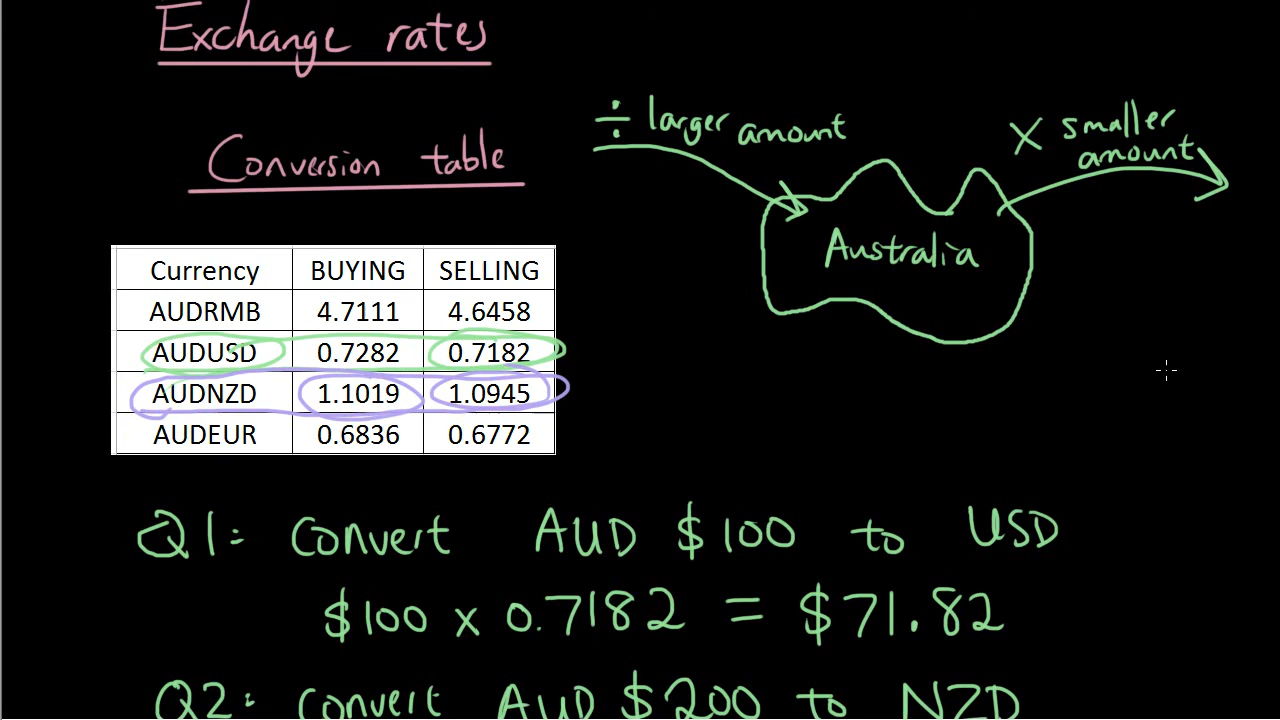 Exchange rates
÷ larger amount
× smaller
amount
Conversion table
Australia
Currency BUYING SELLING
AUDRMB 4.7111 4.6458
AUDUSD 0.7282 0.7182
AUDNZD 1.1019 1.0945
AUDEUR 0.6836 0.6772
Q1: Convert AUD $100 to USD
$100 × 0.7182 = $71.82
Q2: Convert AUD $200 to NZD